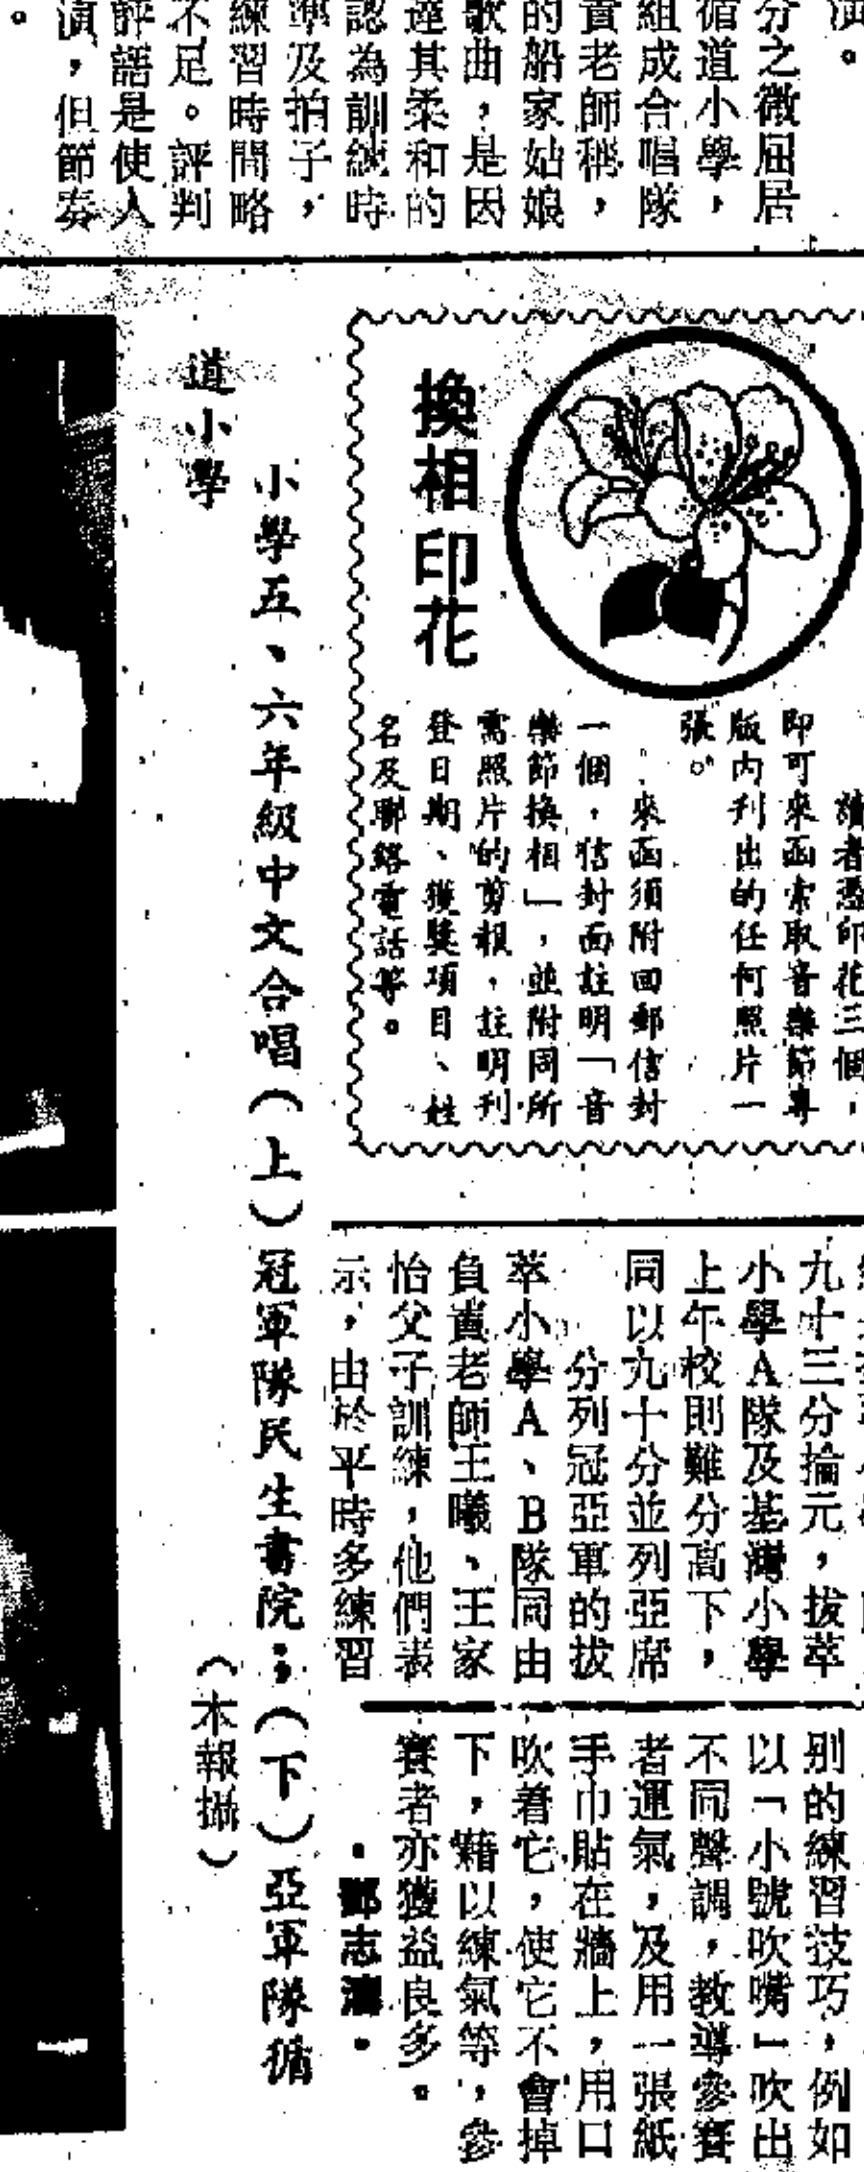 演。
分之微屈居
循道小學，
組成合唱隊
責老師稱，
的船家姑娘
歌曲，是因
達其柔和的
認為訓練時
準及拍子，
練習時間略
不足。評判
評語是使人
演，但節奏
。
換相印花
讀者憑印花三個，
即可來函索取音樂節專
版內刊出的任何照片一
張。
來函須附回郵信封
一個，信封面註明「音
樂節換相」，並附同所
需照片的剪報，註明刊
登日期、獲獎項目、姓
名及聯絡電話等。
小學五、六年級中文合唱（上）冠軍隊民生書院；（下）亞軍隊循
道小學
（本報攝）
九十三分掄元，拔萃
小學A隊及基灣小學
上午校則難分高下，
同以九十分並列亞席
分列冠亞軍的拔
萃小學A、B隊同由
負責老師王曦、王家
怡父子訓練，他們表
示，由於平時多練習
別的練習技巧，例如
以「小號吹嘴」吹出
不同聲調，教導參賽
者運氣，及用一張紙
手巾貼在牆上，用口
吹着它，使它不會掉
下，藉以練氣等，參
賽者亦獲益良多。
・鄧志濤・